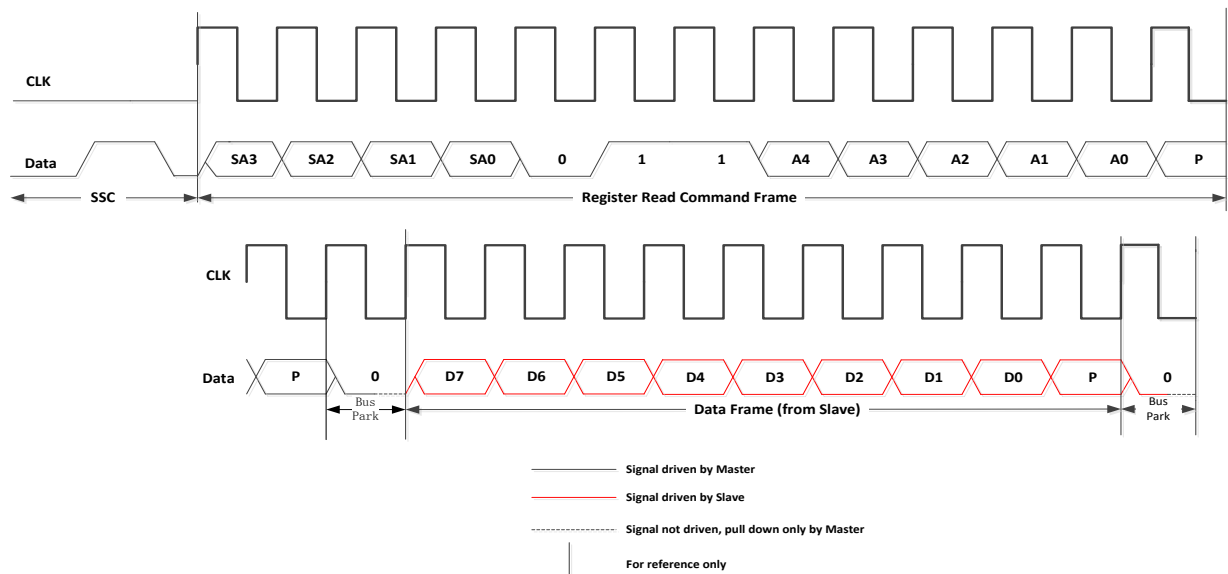 CLK
Data SA3 SA2 SA1 SA0 0 1 1 A4 A3 A2 A1 A0 P
SSC Register Read Command Frame
CLK
Data P 0 D7 D6 D5 D4 D3 D2 D1 D0 P 0
Bus Park Data Frame (from Slave) Bus Park
Signal driven by Master
Signal driven by Slave
Signal not driven, pull down only by Master
For reference only